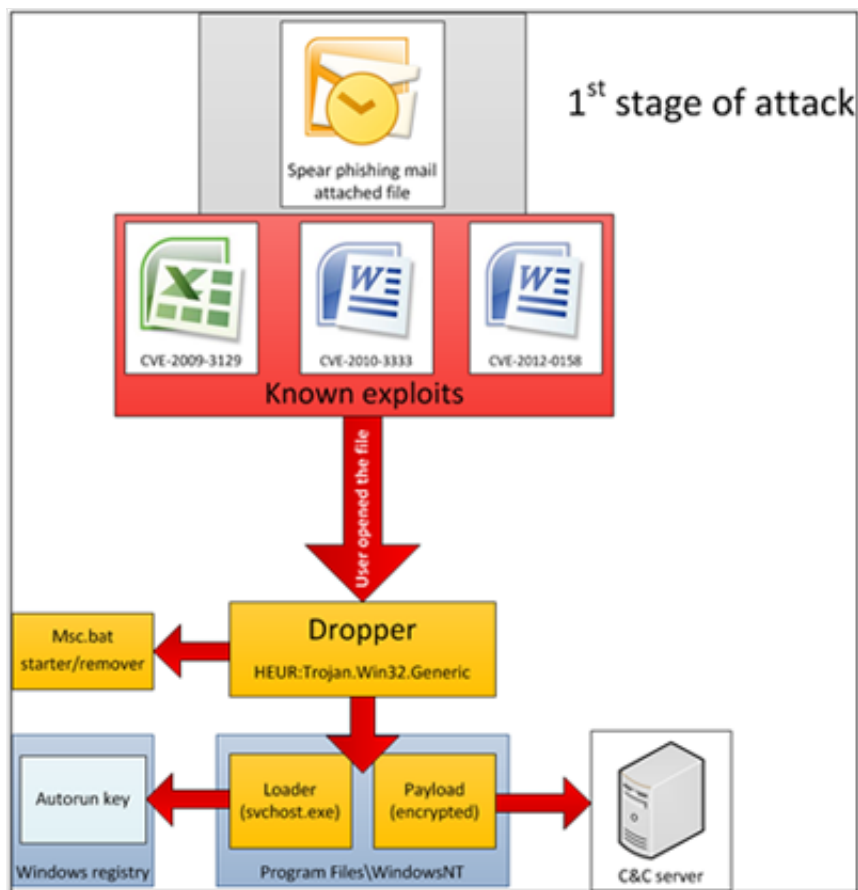 1st stage of attack
Spear phishing mail
attached file
CVE-2009-3129
CVE-2010-3333
CVE-2012-0158
Known exploits
User opened the file
Dropper
HEUR:Trojan.Win32.Generic
Msc.bat
starter/remover
Autorun key
Windows registry
Loader
(svchost.exe)
Payload
(encrypted)
Program Files\WindowsNT
C&C server